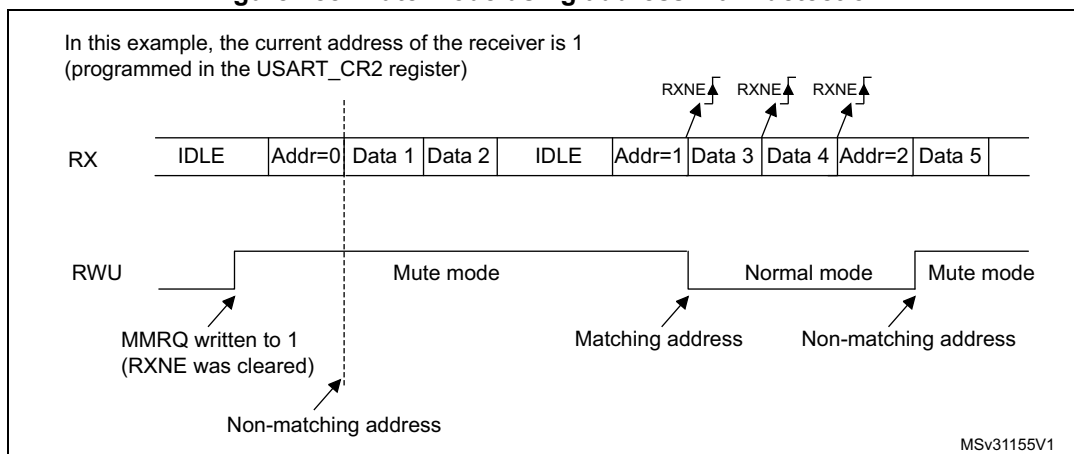 In this example, the current address of the receiver is 1
(programmed in the USART_CR2 register)
RXNE RXNE RXNE
RX IDLE Addr=0 Data 1 Data 2 IDLE Addr=1 Data 3 Data 4 Addr=2 Data 5
RWU Mute mode Normal mode Mute mode
MMRQ written to 1 Matching address Non-matching address
(RXNE was cleared)
Non-matching address
MSv31155V1